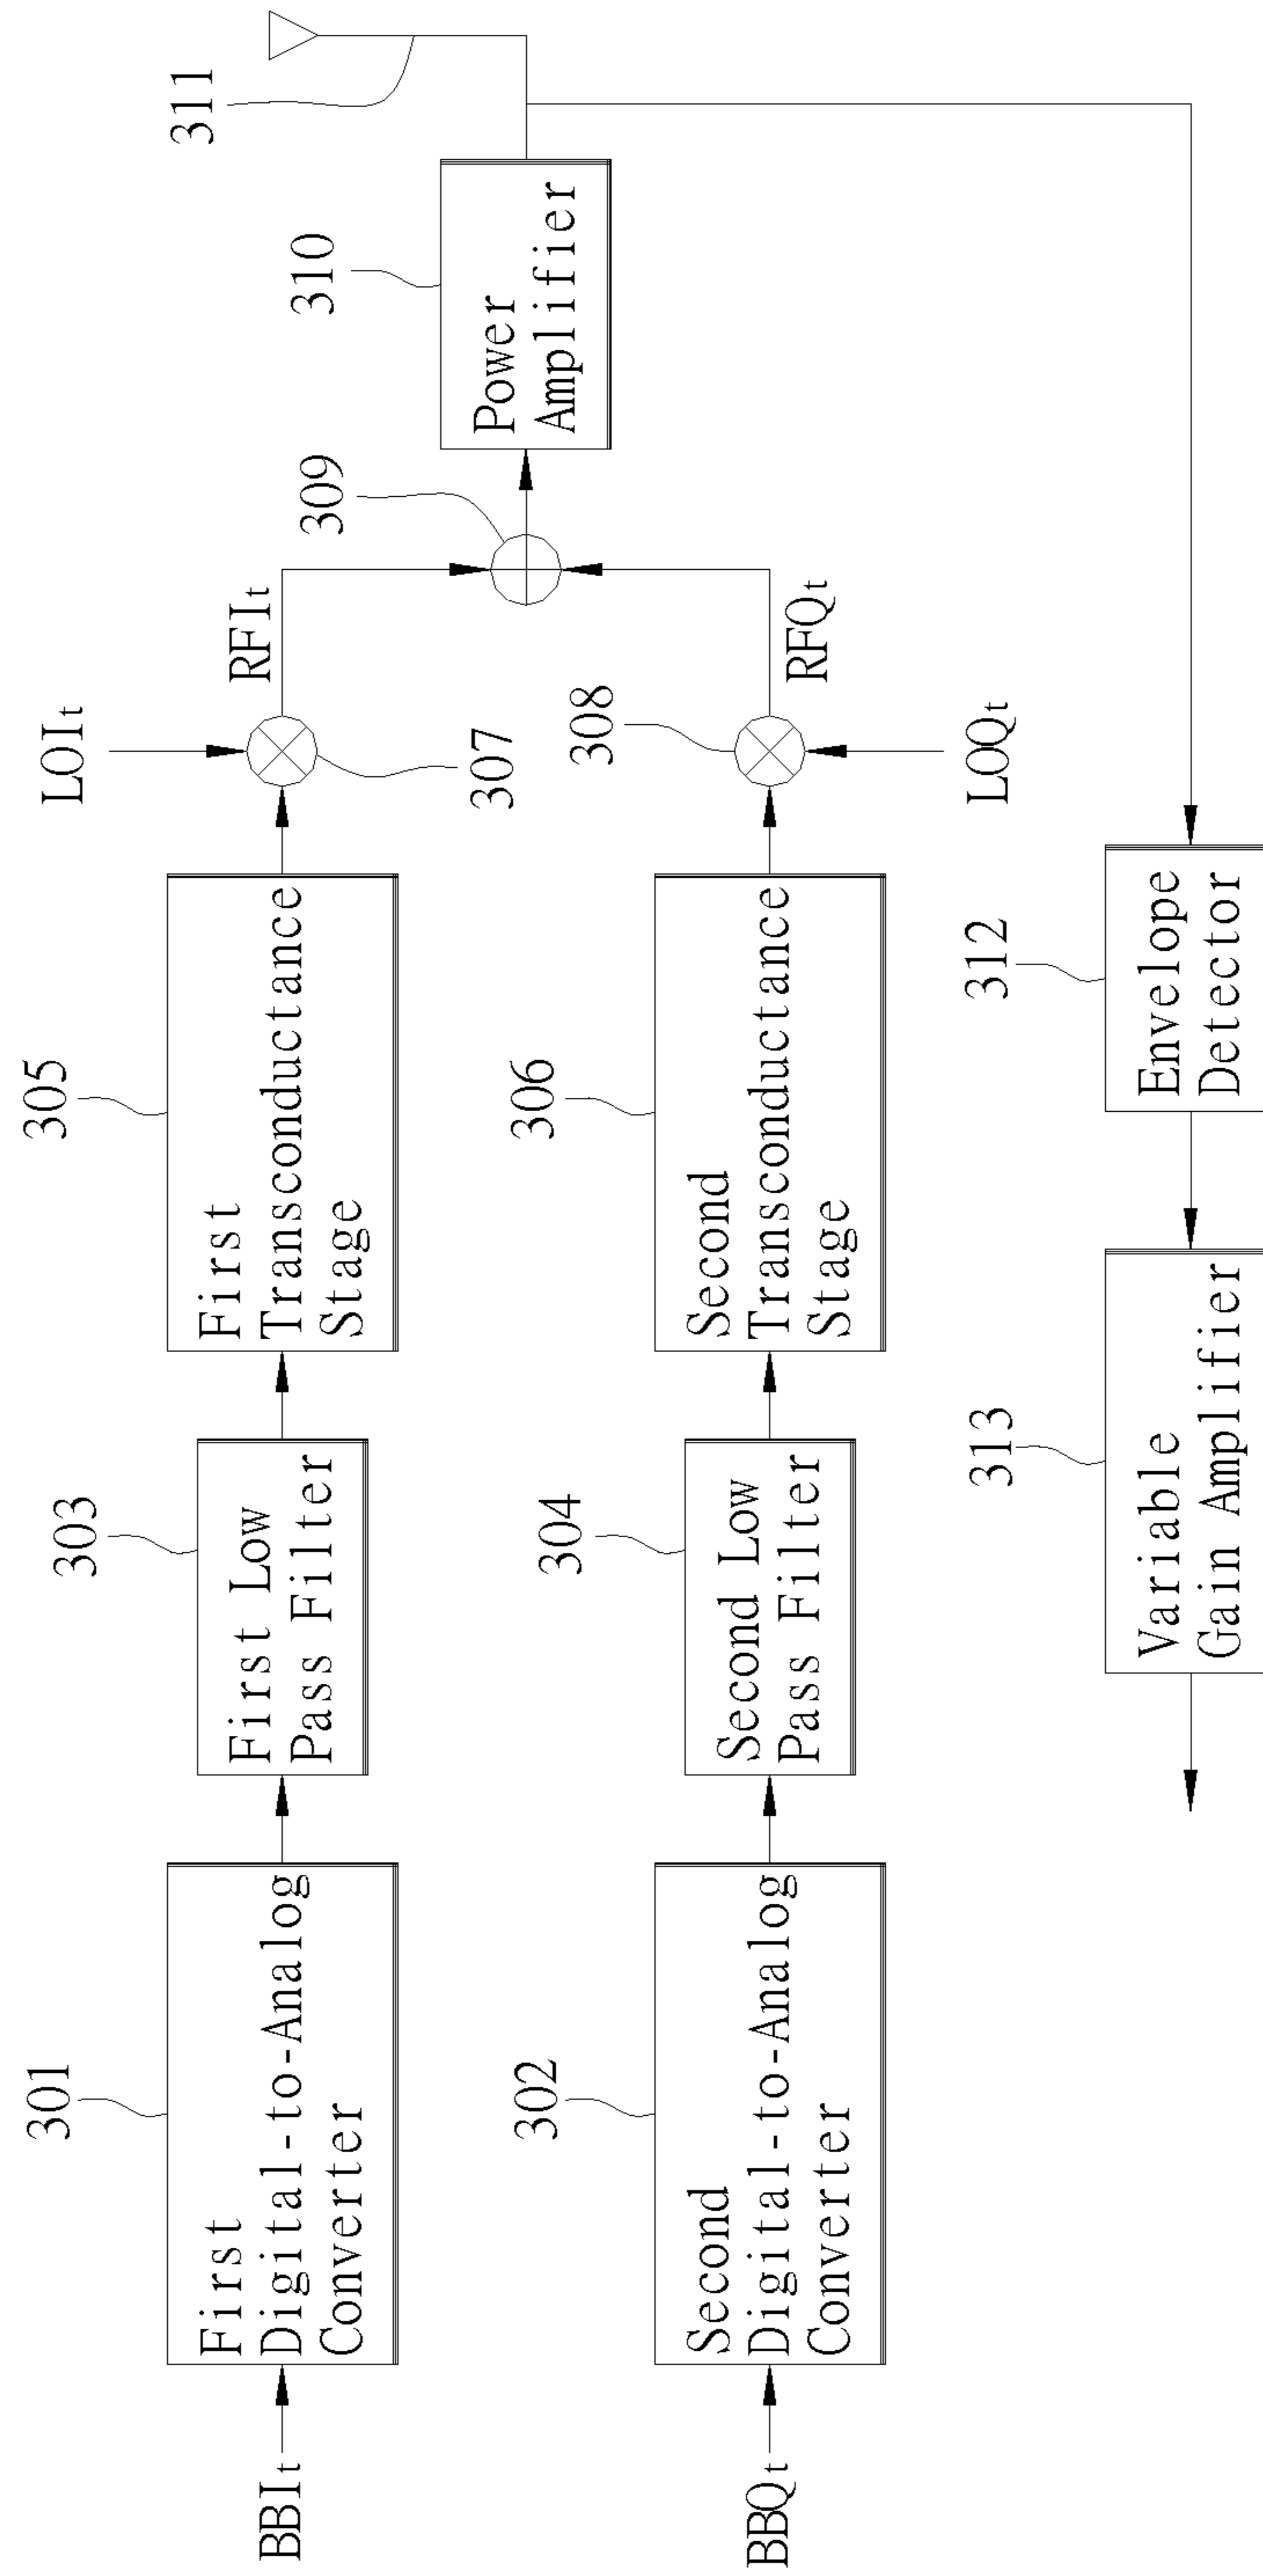 301
BBIt
First
Digital-to-Analog
Converter
303
First Low
Pass Filter
305
First
Transconductance
Stage
LOIt
307
RFIt
309
310
Power
Amplifier
311
302
BBQt
Second
Digital-to-Analog
Converter
304
Second Low
Pass Filter
306
Second
Transconductance
Stage
308
LOQt
RFQt
313
Variable
Gain Amplifier
312
Envelope
Detector